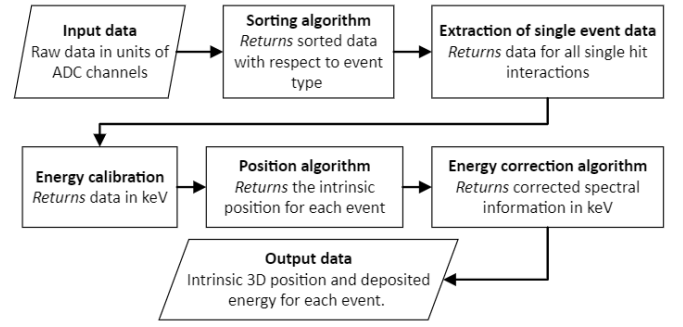 Input data
Raw data in units of
ADC channels
Sorting algorithm
Returns sorted data
with respect to event
type
Extraction of single event data
Returns data for all single hit
interactions
Energy calibration
Returns data in keV
Position algorithm
Returns the intrinsic
position for each event
Energy correction algorithm
Returns corrected spectral
information in keV
Output data
Intrinsic 3D position and deposited
energy for each event.